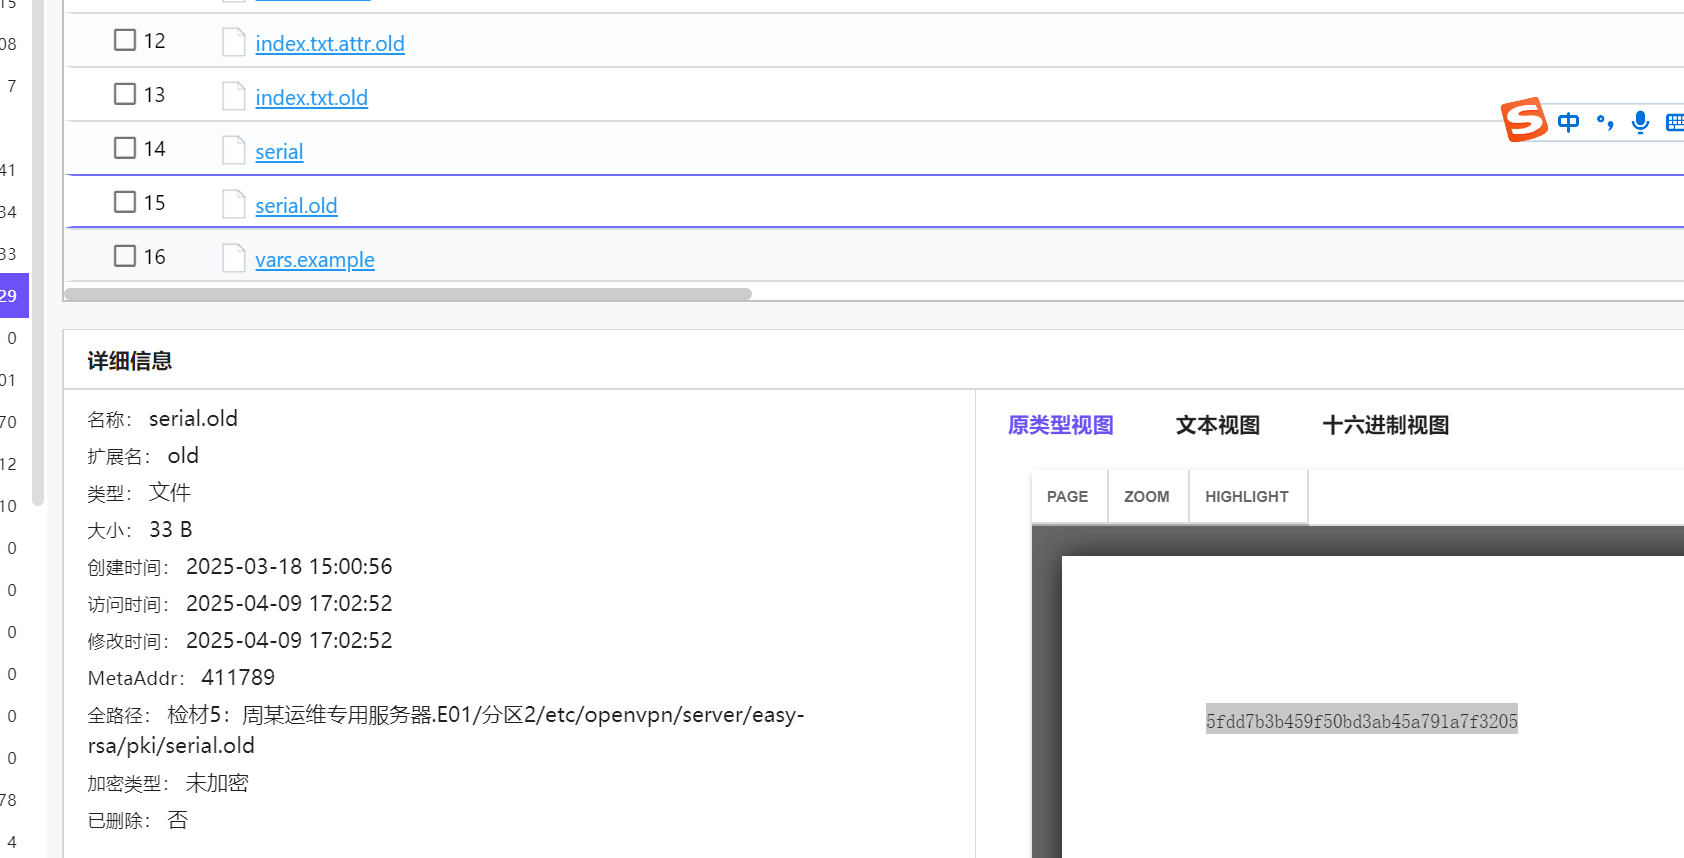 15
08
7
41
34
33
29
0
01
70
12
10
0
0
0
0
0
0
78
4
12 index.txt.attr.old
13 index.txt.old
14 serial
15 serial.old
16 vars.example
中
详细信息
名称： serial.old
扩展名： old
类型： 文件
大小： 33 B
创建时间： 2025-03-18 15:00:56
访问时间： 2025-04-09 17:02:52
修改时间： 2025-04-09 17:02:52
MetaAddr： 411789
全路径： 检材5：周某运维专用服务器.E01/分区2/etc/openvpn/server/easy-
rsa/pki/serial.old
加密类型： 未加密
已删除： 否
原类型视图 文本视图 十六进制视图
PAGE ZOOM HIGHLIGHT
5fdd7b3b459f50bd3ab45a791a7f3205